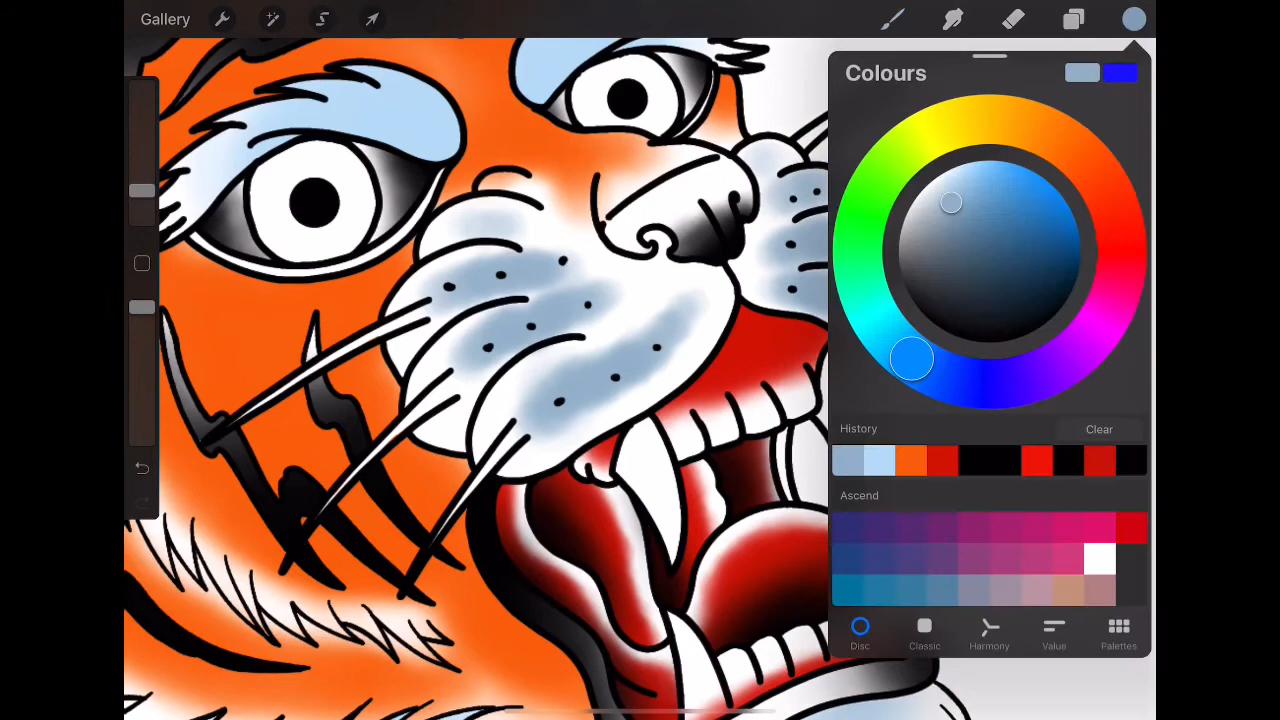 Gallery
Colours
History
Clear
Ascend
Disc
Classic
Harmony
Value
Palettes